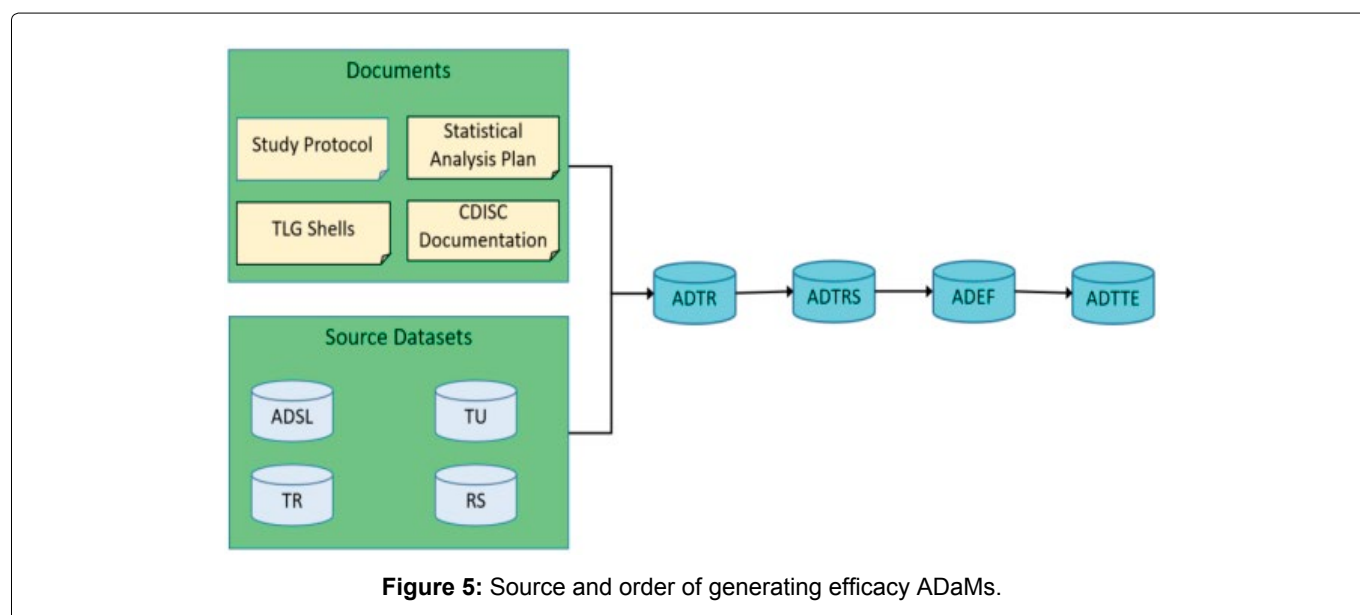 Documents
Study Protocol
Statistical
Analysis Plan
TLG Shells
CDISC
Documentation
Source Datasets
ADSL
TU
TR
RS
ADTR
ADTRS
ADEF
ADTTE
Figure 5: Source and order of generating efficacy ADaMs.